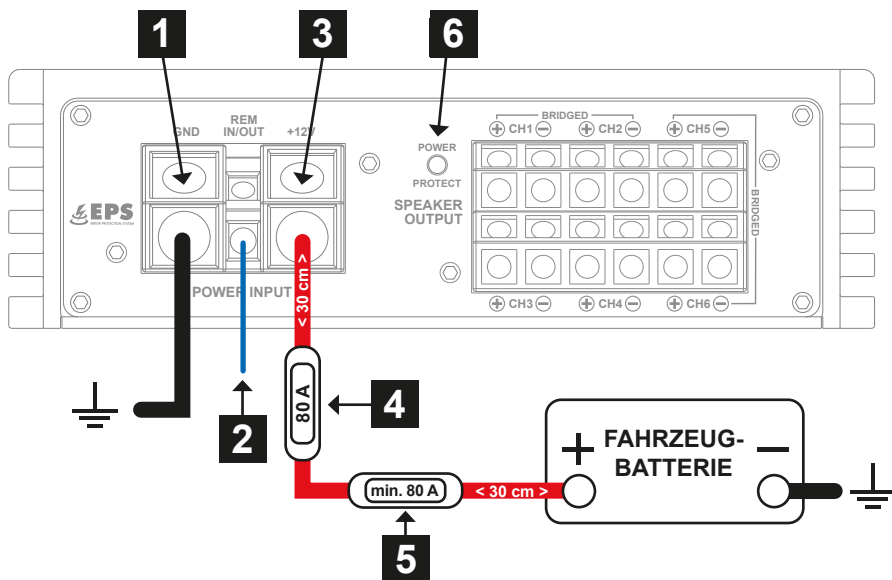 1
3
6
REM
IN/OUT
GND
+12V
BRIDGED
+ CH1 −
+ CH2 −
+ CH5 −
POWER
PROTECT
SPEAKER
OUTPUT
BRIDGED
EPS
POWER INPUT
< 30 cm >
+ CH3 −
+ CH4 −
+ CH6 −
80 A
4
2
+
FAHRZEUG-
BATTERIE
−
min. 80 A
< 30 cm >
5